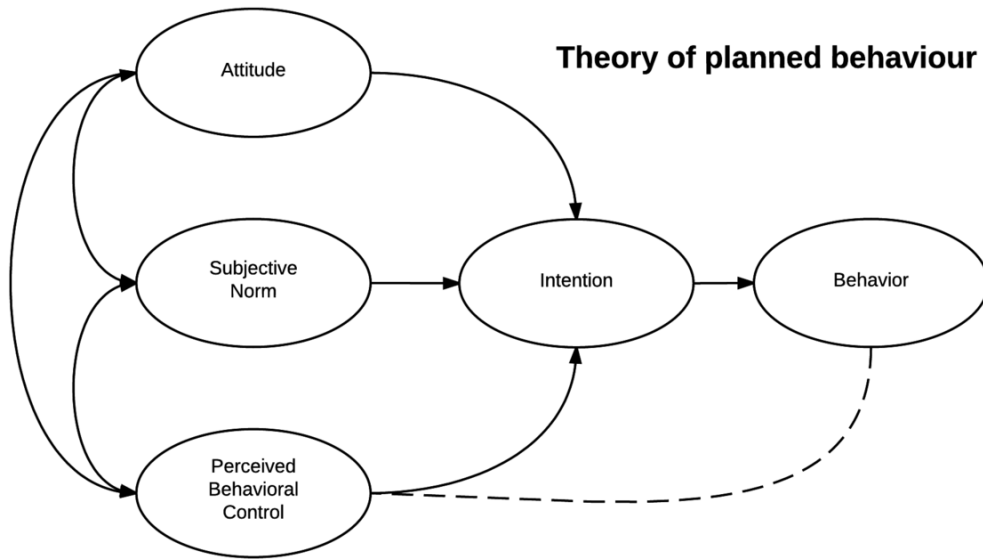 Theory of planned behaviour
Attitude
Subjective
Norm
Intention
Behavior
Perceived
Behavioral
Control